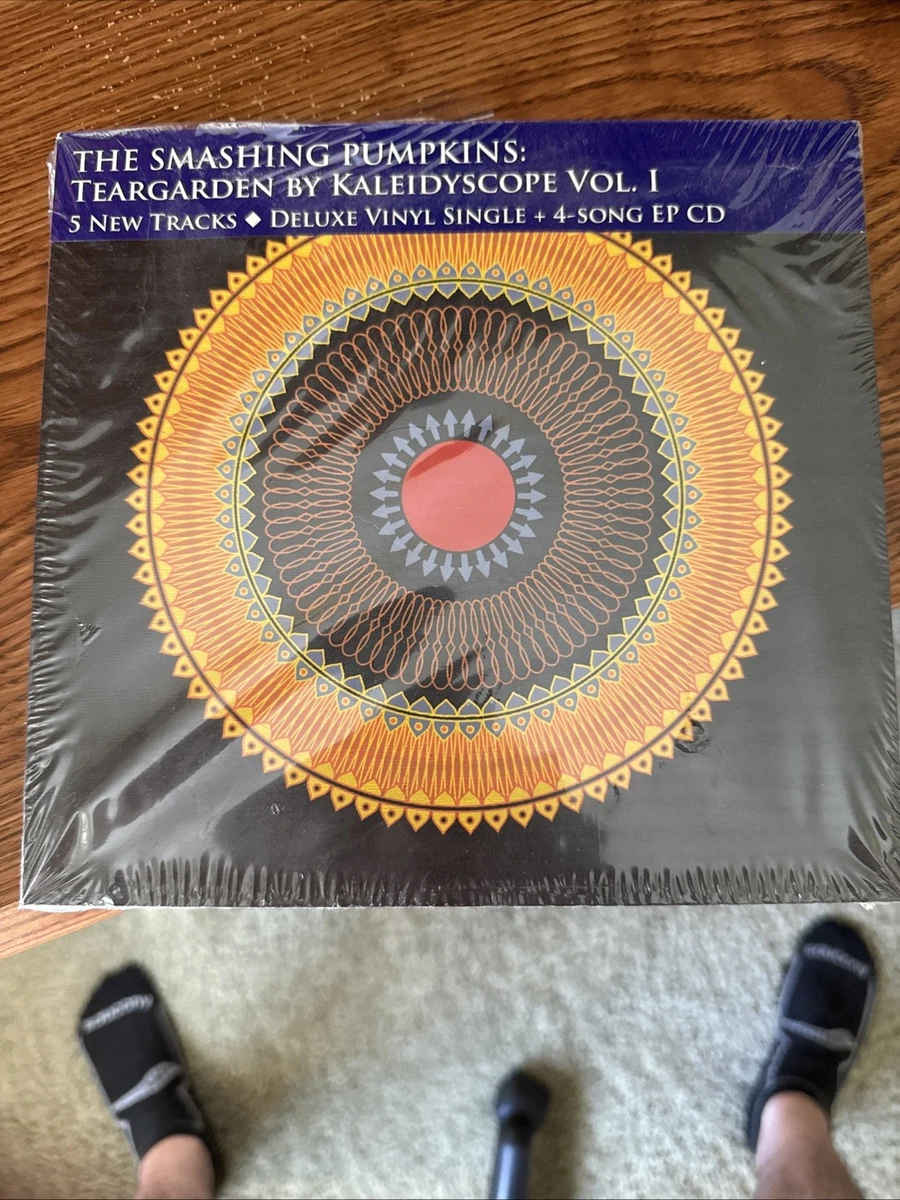 THE SMASHING PUMPKINS:
TEARGARDEN BY KALEIDYSCOPE VOL. I
5 NEW TRACKS ◆ DELUXE VINYL SINGLE + 4-SONG EP CD